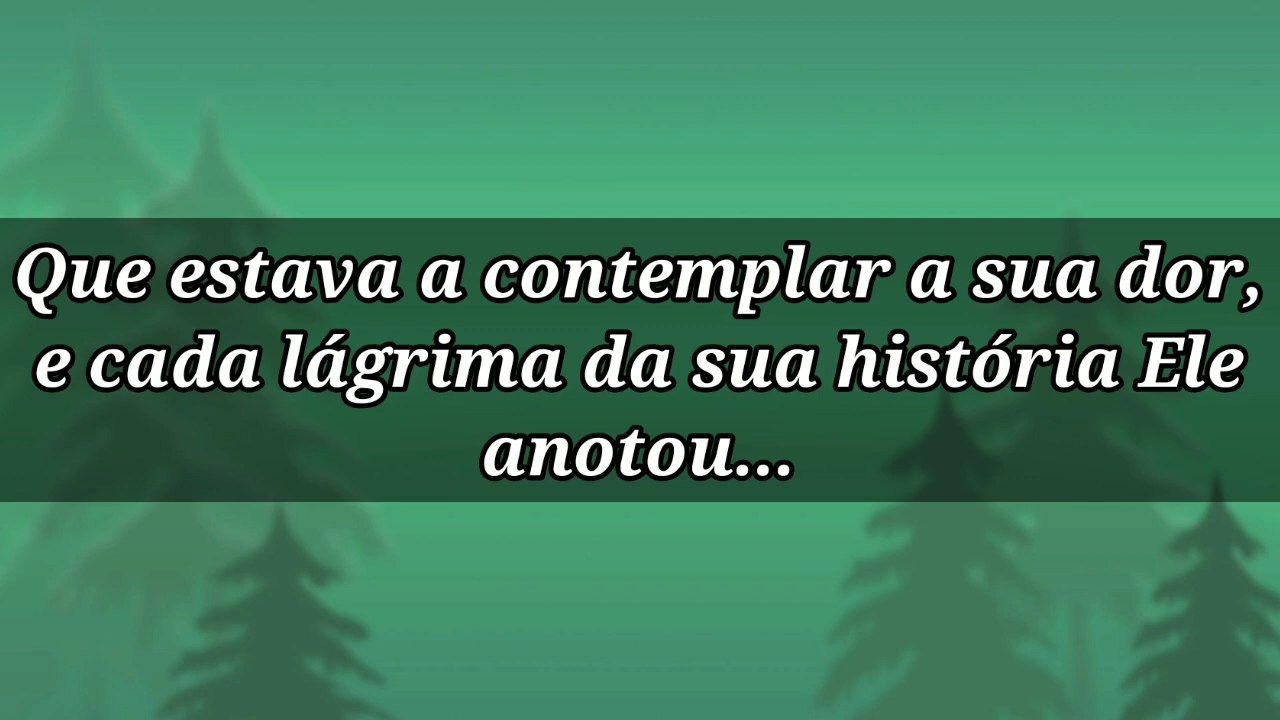 Que estava a contemplar a sua dor,
e cada lágrima da sua história Ele
anotou...